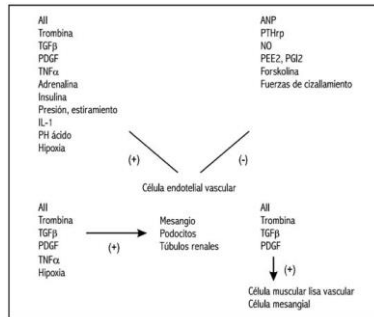 AII
Trombina
TGFβ
PDGF
TNFα
Adrenalina
Insulina
Presión, estiramiento
IL-1
PH ácido
Hipoxia
(+)
ANP
PTHrp
NO
PEE2, PGI2
Forskolina
Fuerzas de cizallamiento
(-)
Célula endotelial vascular
AII
Trombina
TGFβ
PDGF
TNFα
Hipoxia
(+)
Mesangio
Podocitos
Túbulos renales
AII
Trombina
TGFβ
PDGF
(+)
Célula muscular lisa vascular
Célula mesangial